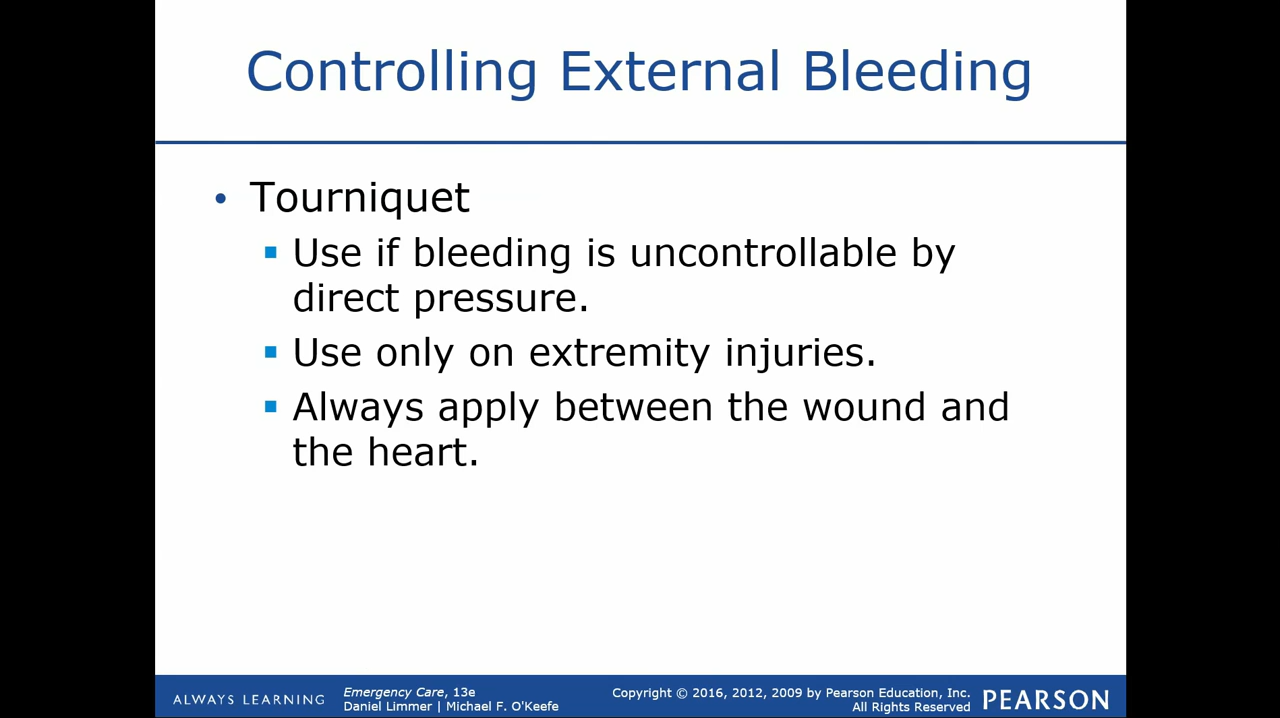 Controlling External Bleeding
• Tourniquet
▪ Use if bleeding is uncontrollable by
direct pressure.
▪ Use only on extremity injuries.
▪ Always apply between the wound and
the heart.
ALWAYS LEARNING
Emergency Care, 13e
Daniel Limmer | Michael F. O'Keefe
Copyright © 2016, 2012, 2009 by Pearson Education, Inc.
All Rights Reserved
PEARSON